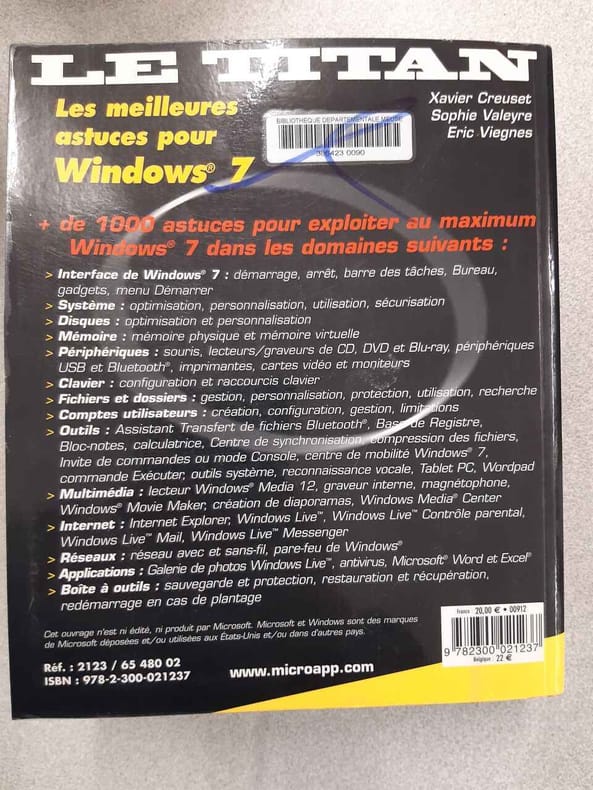 LE TITAN
Les meilleures
astuces pour
Windows® 7
Xavier Creuset
Sophie Valeyre
Eric Viegnes
BIBLIOTHEQUE DEPARTEMENTALE MEUSE
0090
+ de 1000 astuces pour exploiter au maximum
Windows® 7 dans les domaines suivants :
> Interface de Windows® 7 : démarrage, arrêt, barre des tâches, Bureau,
gadgets, menu Démarrer
> Système : optimisation, personnalisation, utilisation, sécurisation
> Disques : optimisation et personnalisation
> Mémoire : mémoire physique et mémoire virtuelle
> Périphériques : souris, lecteurs/graveurs de CD, DVD et Blu-ray, périphériques
USB et Bluetooth®, imprimantes, cartes vidéo et moniteurs
> Clavier : configuration et raccourcis clavier
> Fichiers et dossiers : gestion, personnalisation, protection, utilisation, recherche
> Comptes utilisateurs : création, configuration, gestion, limitations
> Outils : Assistant Transfert de fichiers Bluetooth®, Base de Registre,
Bloc-notes, calculatrice, Centre de synchronisation, compression des fichiers,
Invite de commandes ou mode Console, centre de mobilité Windows® 7,
commande Exécuter, outils système, reconnaissance vocale, Tablet PC, Wordpad
> Multimédia : lecteur Windows® Media 12, graveur interne, magnétophone,
Windows® Movie Maker, création de diaporamas, Windows Media® Center
> Internet : Internet Explorer, Windows Live™, Windows Live™ Contrôle parental,
Windows Live™ Mail, Windows Live™ Messenger
> Réseaux : réseau avec et sans-fil, pare-feu de Windows®
> Applications : Galerie de photos Windows Live™, antivirus, Microsoft® Word et Excel®
> Boîte à outils : sauvegarde et protection, restauration et récupération,
redémarrage en cas de plantage
Cet ouvrage n'est ni édité, ni produit par Microsoft. Microsoft et Windows sont des marques
de Microsoft déposées et/ou utilisées aux États-Unis et/ou dans d'autres pays.
Réf. : 2123 / 65 480 02
ISBN : 978-2-300-021237
www.microapp.com
France 20,00 € • 00912
9 782300 021237
Belgique : 22 €